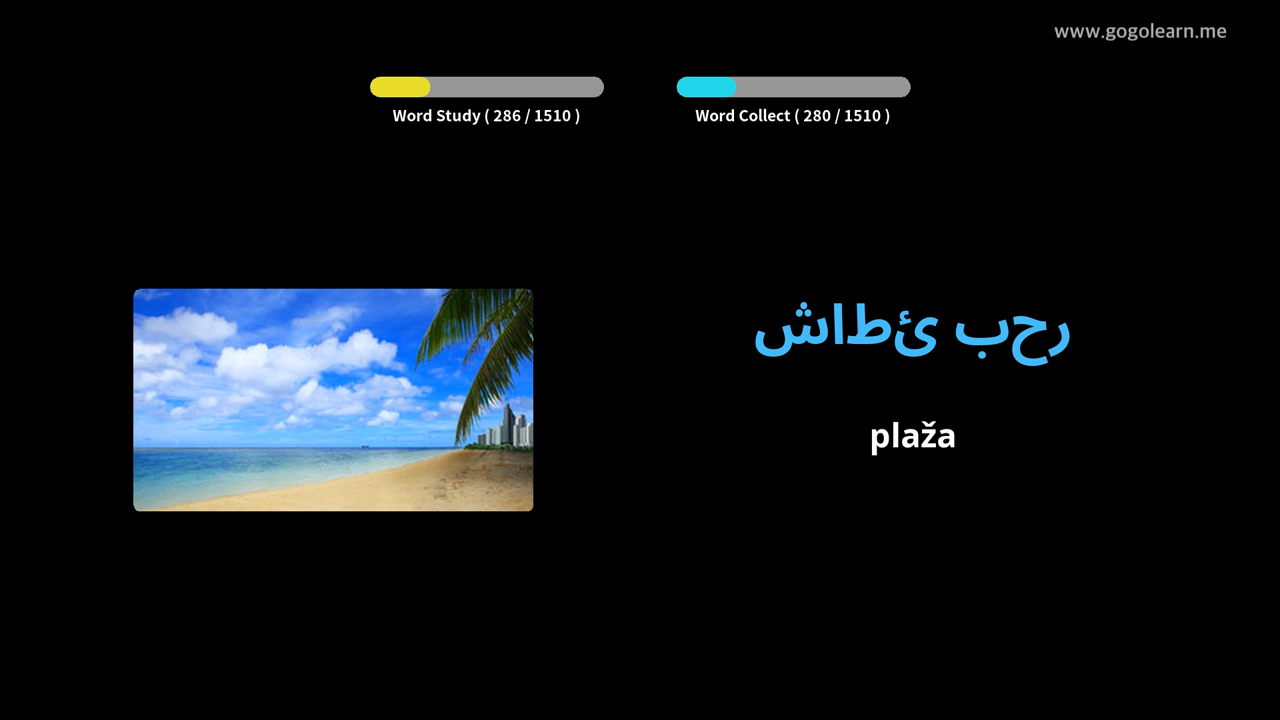 www.gogolearn.me
Word Study ( 286 / 1510 )
Word Collect ( 280 / 1510 )
رحب ئطاش
plaža